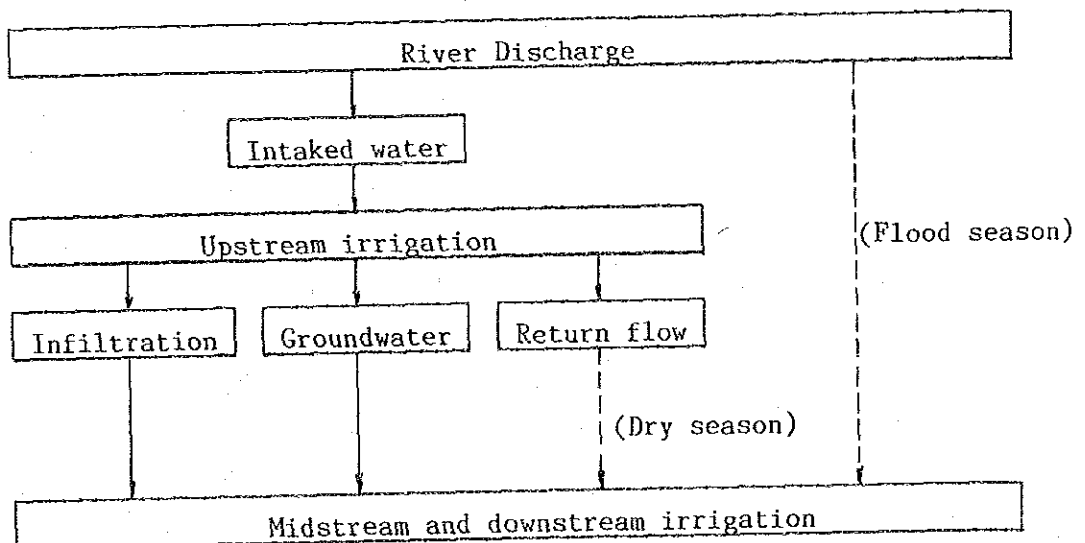 River Discharge
Intaked water
Upstream irrigation
(Flood season)
Infiltration
Groundwater
Return flow
(Dry season)
Midstream and downstream irrigation